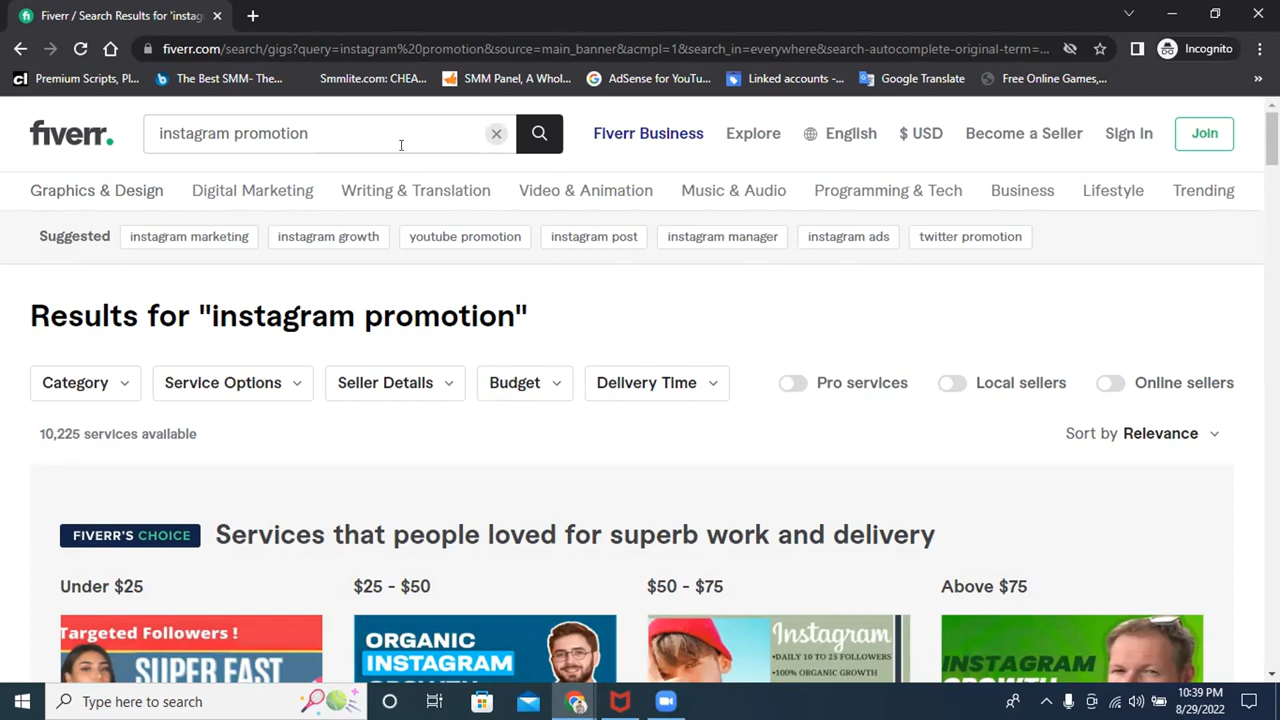 Fiverr / Search Results for 'instag
fiverr.com/search/gigs?query=instagram%20promotion&source=main_banner&acmpl=1&search_in=everywhere&search-autocomplete-original-term=...
Incognito
Premium Scripts, Pl...
The Best SMM- The...
Smmlite.com: CHEA...
SMM Panel, A Whol...
AdSense for YouTu...
Linked accounts -...
Google Translate
Free Online Games,...
fiverr.
instagram promotion
Fiverr Business
Explore
English
$ USD
Become a Seller
Sign In
Join
Graphics & Design
Digital Marketing
Writing & Translation
Video & Animation
Music & Audio
Programming & Tech
Business
Lifestyle
Trending
Suggested
instagram marketing
instagram growth
youtube promotion
instagram post
instagram manager
instagram ads
twitter promotion
Results for "instagram promotion"
Category
Service Options
Seller Details
Budget
Delivery Time
Pro services
Local sellers
Online sellers
10,225 services available
Sort by Relevance
FIVERR'S CHOICE
Services that people loved for superb work and delivery
Under $25
$25 - $50
$50 - $75
Above $75
Targeted Followers !
SUPER FAST
ORGANIC
INSTAGRAM
GROWTH
Instagram
•DAILY 10 TO 25 FOLLOWERS
•100% ORGANIC GROWTH
INSTAGRAM
GROWTH
Type here to search
10:39 PM
8/29/2022